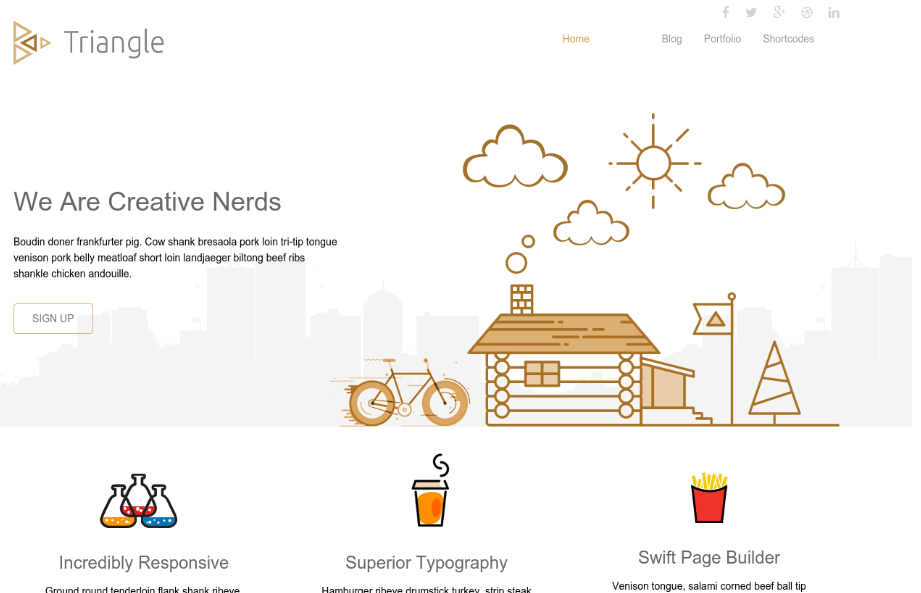 Triangle
Home Blog Portfolio Shortcodes
We Are Creative Nerds
Boudin doner frankfurter pig. Cow shank bresaola pork loin tri-tip tongue
venison pork belly meatloaf short loin landjaeger biltong beef ribs
shankle chicken andouille.
SIGN UP
Incredibly Responsive
Superior Typography
Swift Page Builder
Ground round tenderloin flank shank ribeye
Hamburger ribeye drumstick turkey, strip steak
Venison tongue, salami corned beef ball tip